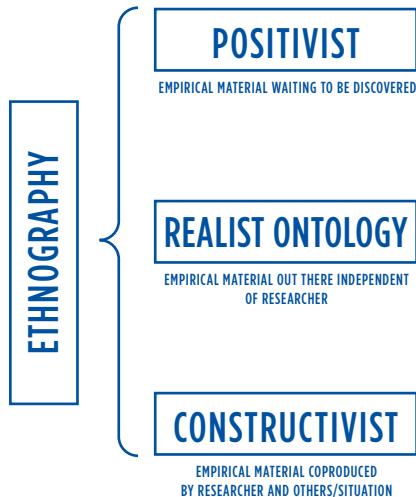 ETHNOGRAPHY
POSITIVIST
EMPIRICAL MATERIAL WAITING TO BE DISCOVERED
REALIST ONTOLOGY
EMPIRICAL MATERIAL OUT THERE INDEPENDENT
OF RESEARCHER
CONSTRUCTIVIST
EMPIRICAL MATERIAL COPRODUCED
BY RESEARCHER AND OTHERS/SITUATION